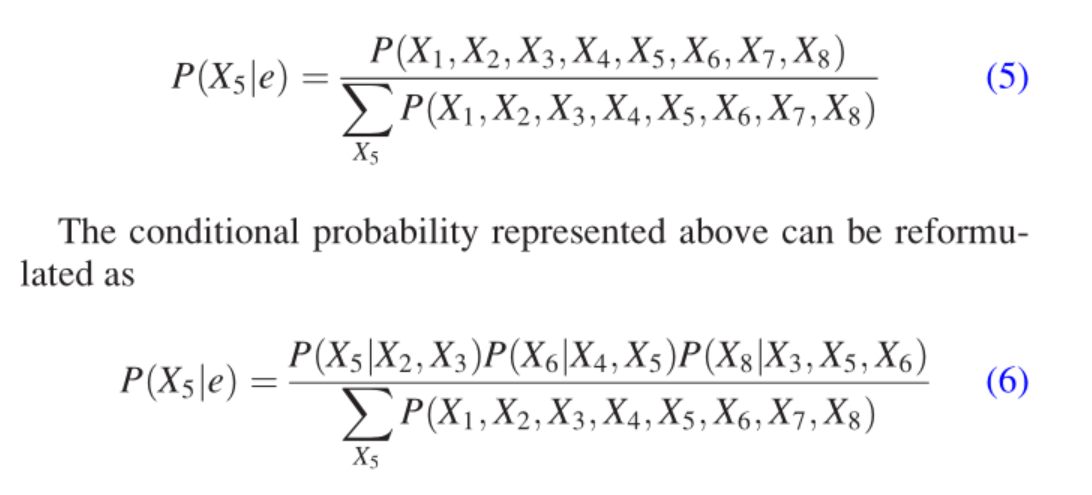 P(X₅|e) = P(X₁,X₂,X₃,X₄,X₅,X₆,X₇,X₈) / ∑_{X₅} P(X₁,X₂,X₃,X₄,X₅,X₆,X₇,X₈) (5)
The conditional probability represented above can be reformu-
lated as
P(X₅|e) = P(X₅|X₂,X₃)P(X₆|X₄,X₅)P(X₈|X₃,X₅,X₆) / ∑_{X₅} P(X₁,X₂,X₃,X₄,X₅,X₆,X₇,X₈) (6)